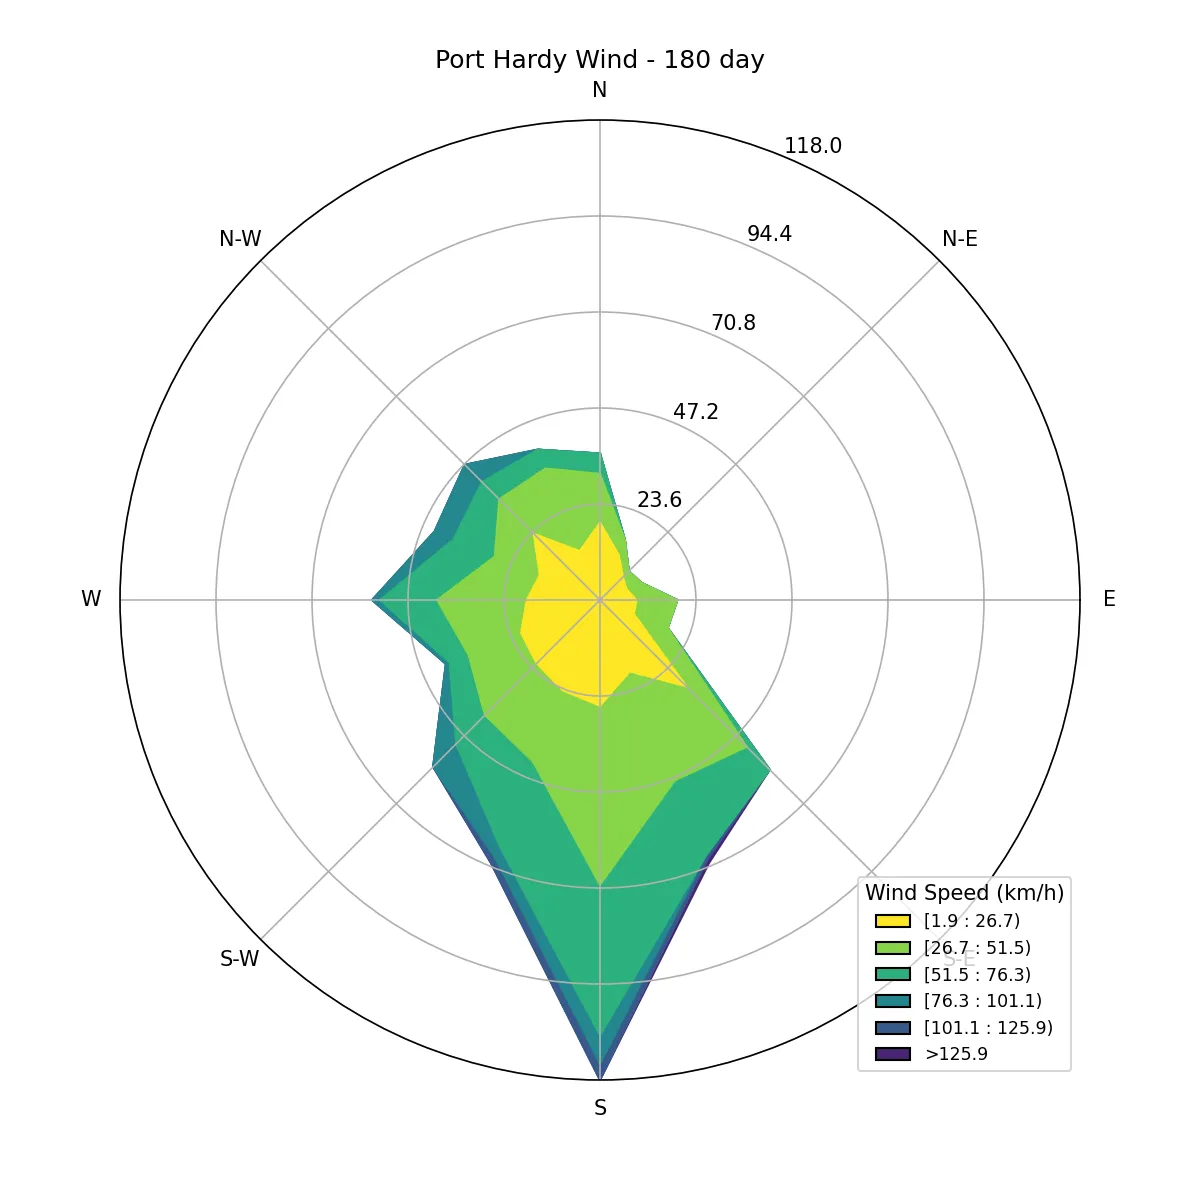 Port Hardy Wind - 180 day
N
118.0
94.4
N-W
N-E
70.8
47.2
23.6
W
E
Wind Speed (km/h)
[1.9 : 26.7)
[26.7 : 51.5)
S-W
S-E
[51.5 : 76.3)
[76.3 : 101.1)
[101.1 : 125.9)
>125.9
S